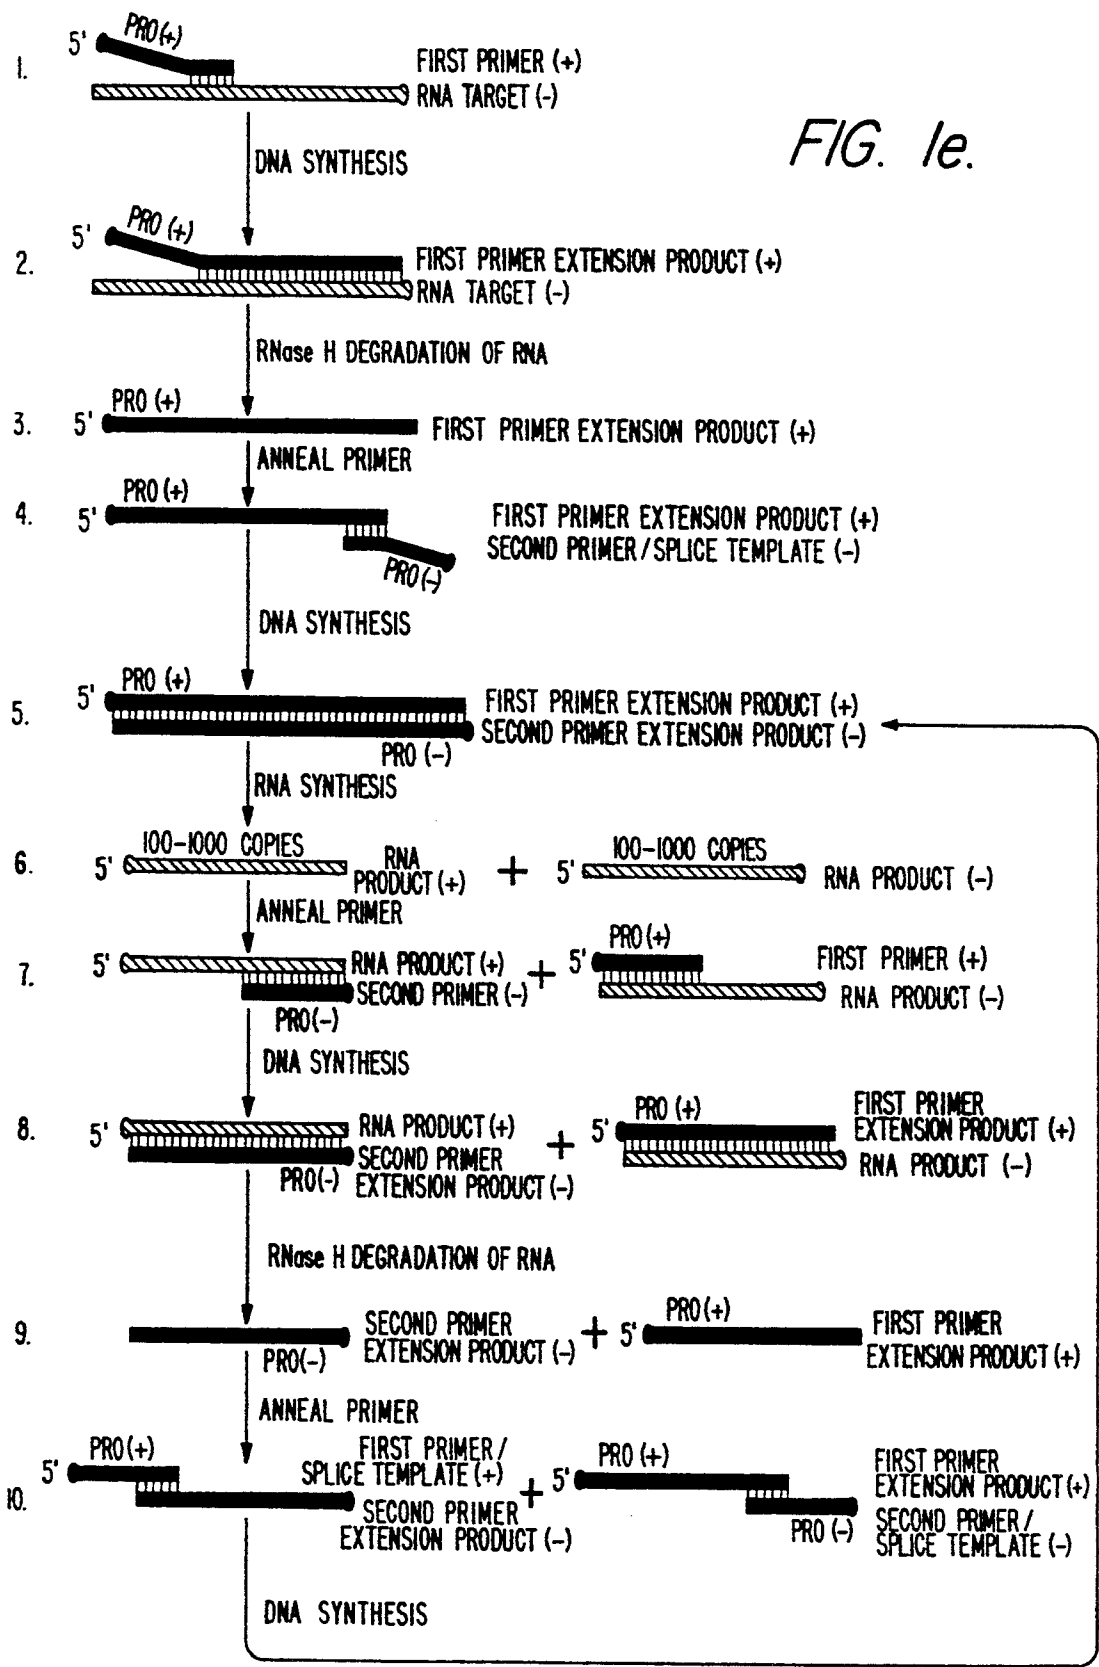 FIG. 1e.
1.
5'
PRO(+)
FIRST PRIMER (+)
RNA TARGET (-)
DNA SYNTHESIS
2.
5'
PRO (+)
FIRST PRIMER EXTENSION PRODUCT (+)
RNA TARGET (-)
RNase H DEGRADATION OF RNA
3.
5'
PRO (+)
FIRST PRIMER EXTENSION PRODUCT (+)
ANNEAL PRIMER
4.
5'
PRO (+)
FIRST PRIMER EXTENSION PRODUCT (+)
SECOND PRIMER/SPLICE TEMPLATE (-)
PRO(-)
DNA SYNTHESIS
5.
5'
PRO (+)
FIRST PRIMER EXTENSION PRODUCT (+)
SECOND PRIMER EXTENSION PRODUCT (-)
PRO (-)
RNA SYNTHESIS
6.
5'
100-1000 COPIES
RNA
PRODUCT (+)
+
5'
100-1000 COPIES
RNA PRODUCT (-)
ANNEAL PRIMER
7.
5'
RNA PRODUCT (+)
SECOND PRIMER (-)
PRO(-)
+
5'
PRO(+)
FIRST PRIMER (+)
RNA PRODUCT (-)
DNA SYNTHESIS
8.
5'
RNA PRODUCT (+)
SECOND PRIMER
EXTENSION PRODUCT (-)
PRO(-)
+
5'
PRO (+)
FIRST PRIMER
EXTENSION PRODUCT (+)
RNA PRODUCT (-)
RNase H DEGRADATION OF RNA
9.
SECOND PRIMER
EXTENSION PRODUCT (-)
PRO(-)
+
5'
PRO(+)
FIRST PRIMER
EXTENSION PRODUCT (+)
ANNEAL PRIMER
10.
5'
PRO(+)
FIRST PRIMER/
SPLICE TEMPLATE (+)
SECOND PRIMER
EXTENSION PRODUCT (-)
+
5'
PRO (+)
FIRST PRIMER
EXTENSION PRODUCT (+)
PRO (-)
SECOND PRIMER/
SPLICE TEMPLATE (-)
DNA SYNTHESIS